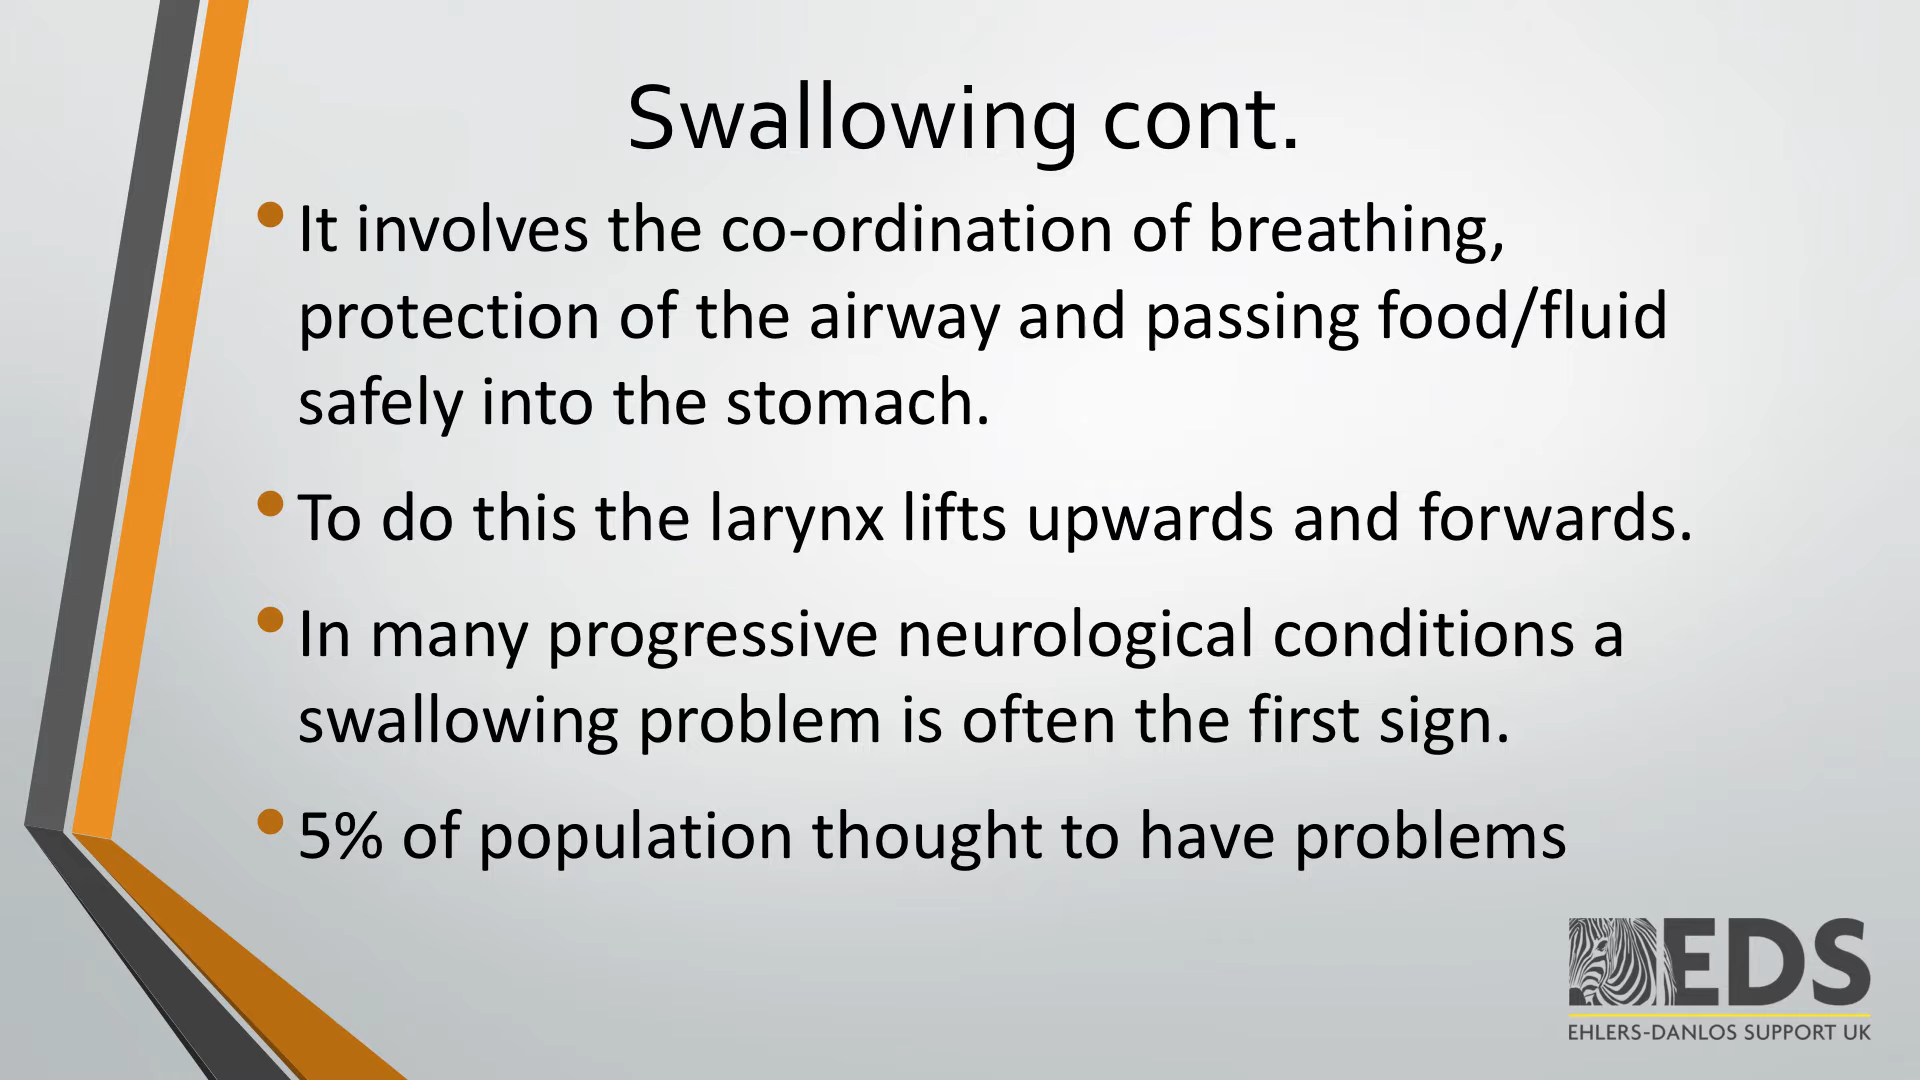 Swallowing cont.
• It involves the co-ordination of breathing,
protection of the airway and passing food/fluid
safely into the stomach.
• To do this the larynx lifts upwards and forwards.
• In many progressive neurological conditions a
swallowing problem is often the first sign.
• 5% of population thought to have problems
EDS
EHLERS-DANLOS SUPPORT UK